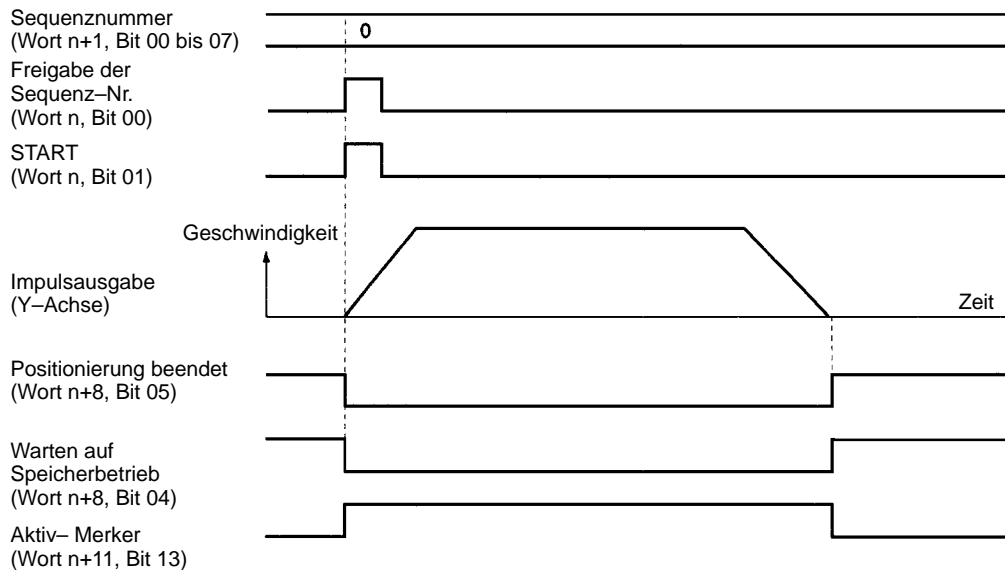 Sequenznummer
(Wort n+1, Bit 00 bis 07)
0
Freigabe der
Sequenz–Nr.
(Wort n, Bit 00)
START
(Wort n, Bit 01)
Geschwindigkeit
Impulsausgabe
(Y–Achse)
Zeit
Positionierung beendet
(Wort n+8, Bit 05)
Warten auf
Speicherbetrieb
(Wort n+8, Bit 04)
Aktiv– Merker
(Wort n+11, Bit 13)